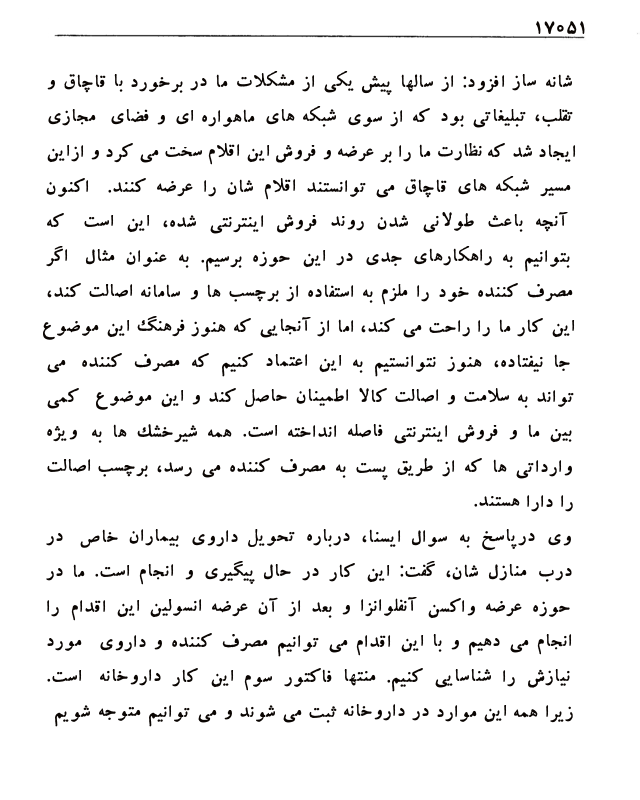 ۱۷۰۵۱
شانه ساز افزود: از سالها پیش یکی از مشکلات ما در برخورد با قاچاق و
تقلب، تبلیغاتی بود که از سوی شبکه های ماهواره ای و فضای مجازی
ایجاد شد که نظارت ما را بر عرضه و فروش این اقلام سخت می کرد و ازاین
مسیر شبکه های قاچاق می توانستند اقلام شان را عرضه کنند. اکنون
آنچه باعث طولانی شدن روند فروش اینترنتی شده، این است که
بتوانیم به راهکارهای جدی در این حوزه برسیم. به عنوان مثال اگر
مصرف کننده خود را ملزم به استفاده از برچسب ها و سامانه اصالت کند،
این کار ما را راحت می کند، اما از آنجایی که هنوز فرهنگ این موضوع
جا نیفتاده، هنوز نتوانستیم به این اعتماد کنیم که مصرف کننده می
تواند به سلامت و اصالت کالا اطمینان حاصل کند و این موضوع کمی
بین ما و فروش اینترنتی فاصله انداخته است. همه شیرخشك ها به ویژه
وارداتی ها که از طریق پست به مصرف کننده می رسد، برچسب اصالت
را دارا هستند.
وی درپاسخ به سوال ایسنا، درباره تحویل داروی بیماران خاص در
درب منازل شان، گفت: این کار در حال پیگیری و انجام است. ما در
حوزه عرضه واکسن آنفلوانزا و بعد از آن عرضه انسولین این اقدام را
انجام می دهیم و با این اقدام می توانیم مصرف کننده و داروی مورد
نیازش را شناسایی کنیم. منتها فاکتور سوم این کار داروخانه است.
زیرا همه این موارد در داروخانه ثبت می شوند و می توانیم متوجه شویم